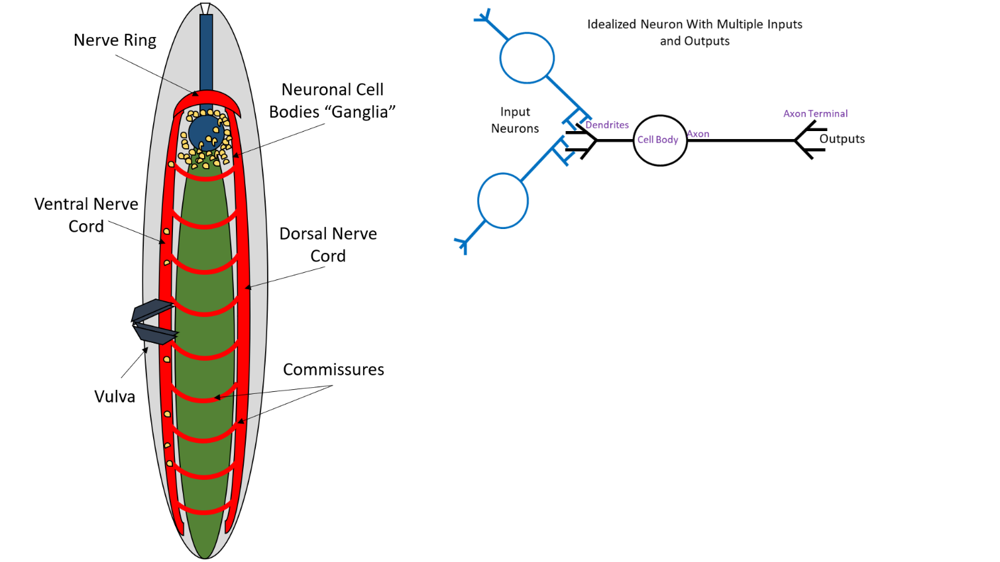 Nerve Ring
Neuronal Cell
Bodies “Ganglia”
Ventral Nerve
Cord
Dorsal Nerve
Cord
Commissures
Vulva
Idealized Neuron With Multiple Inputs
and Outputs
Input
Neurons
Dendrites
Cell Body
Axon
Axon Terminal
Outputs